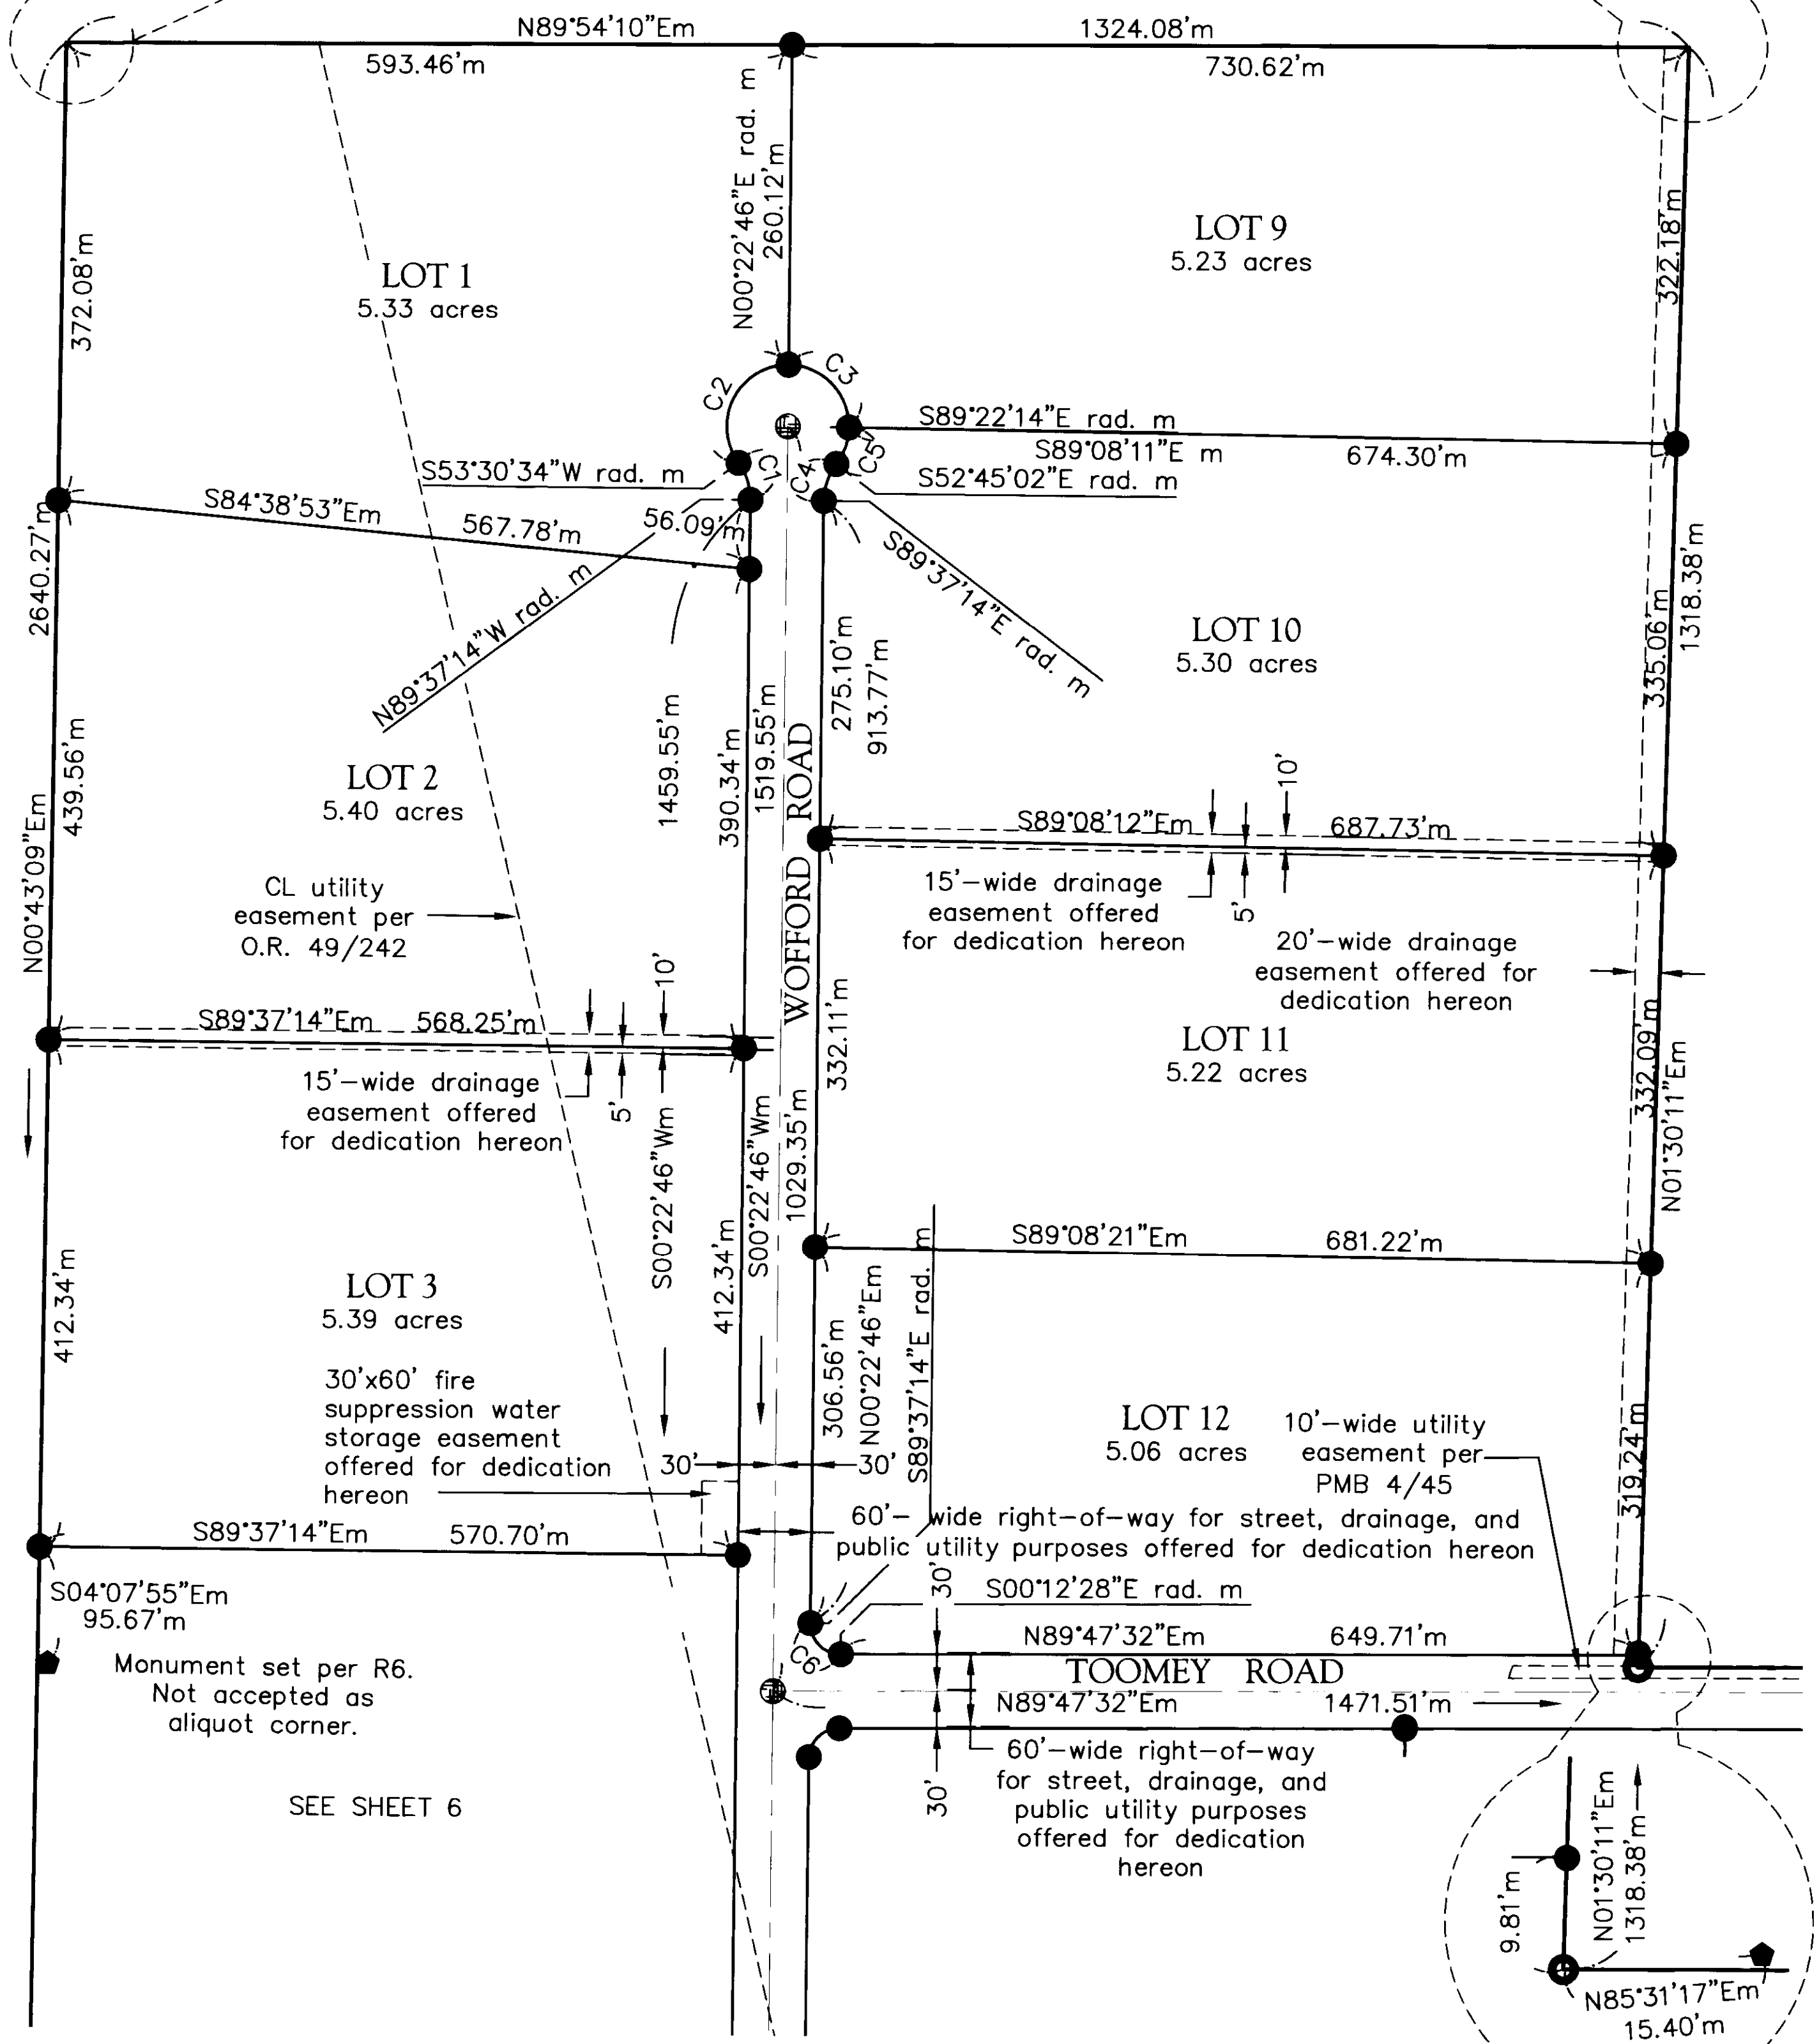 N89°54'10"Em
1324.08'm
593.46'm
730.62'm
N00°22'46"E rad. m
260.12'm
372.08'm
LOT 1
5.33 acres
LOT 9
5.23 acres
322.18'm
C2
C3
S89°22'14"E rad. m
S89°08'11"E m
674.30'm
S53°30'34"W rad. m
C1
C4
C5
S52°45'02"E rad. m
S84°38'53"Em
567.78'm
56.09'm
N89°37'14"W rad. m
S89°37'14"E rad. m
2640.27'm
1318.38'm
LOT 10
5.30 acres
335.06'm
275.10'm
913.77'm
1459.55'm
390.34'm
1519.55'm
WOFFORD ROAD
LOT 2
5.40 acres
439.56'm
N00°43'09"Em
CL utility
easement per
O.R. 49/242
S89°08'12"Em
687.73'm
10'
5'
15'-wide drainage
easement offered
for dedication hereon
20'-wide drainage
easement offered for
dedication hereon
S89°37'14"Em
568.25'm
10'
5'
15'-wide drainage
easement offered
for dedication hereon
332.11'm
LOT 11
5.22 acres
332.09'm
N01°30'11"Em
S00°22'46"Wm
S00°22'46"Wm
1029.35'm
412.34'm
412.34'm
S89°08'21"Em
681.22'm
LOT 3
5.39 acres
306.56'm
N00°22'46"Em
S89°37'14"E rad. m
30'x60' fire
suppression water
storage easement
offered for dedication
hereon
30'
30'
LOT 12
5.06 acres
10'-wide utility
easement per
PMB 4/45
319.24'm
60'- wide right-of-way for street, drainage, and
public utility purposes offered for dedication hereon
S89°37'14"Em
570.70'm
S04°07'55"Em
95.67'm
Monument set per R6.
Not accepted as
aliquot corner.
30'
S00°12'28"E rad. m
C6
N89°47'32"Em
649.71'm
TOOMEY ROAD
N89°47'32"Em
1471.51'm
30'
60'-wide right-of-way
for street, drainage, and
public utility purposes
offered for dedication
hereon
SEE SHEET 6
9.81'm
N01°30'11"Em
1318.38'm
N85°31'17"Em
15.40'm